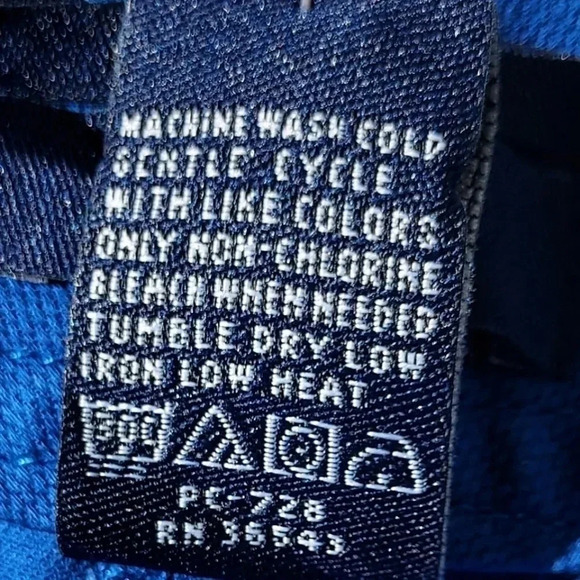 MACHINE WASH COLD
GENTLE CYCLE
WITH LIKE COLORS
ONLY NON-CHLORINE
BLEACH WHEN NEEDED
TUMBLE DRY LOW
IRON LOW HEAT
30C
PC-728
RN 36543